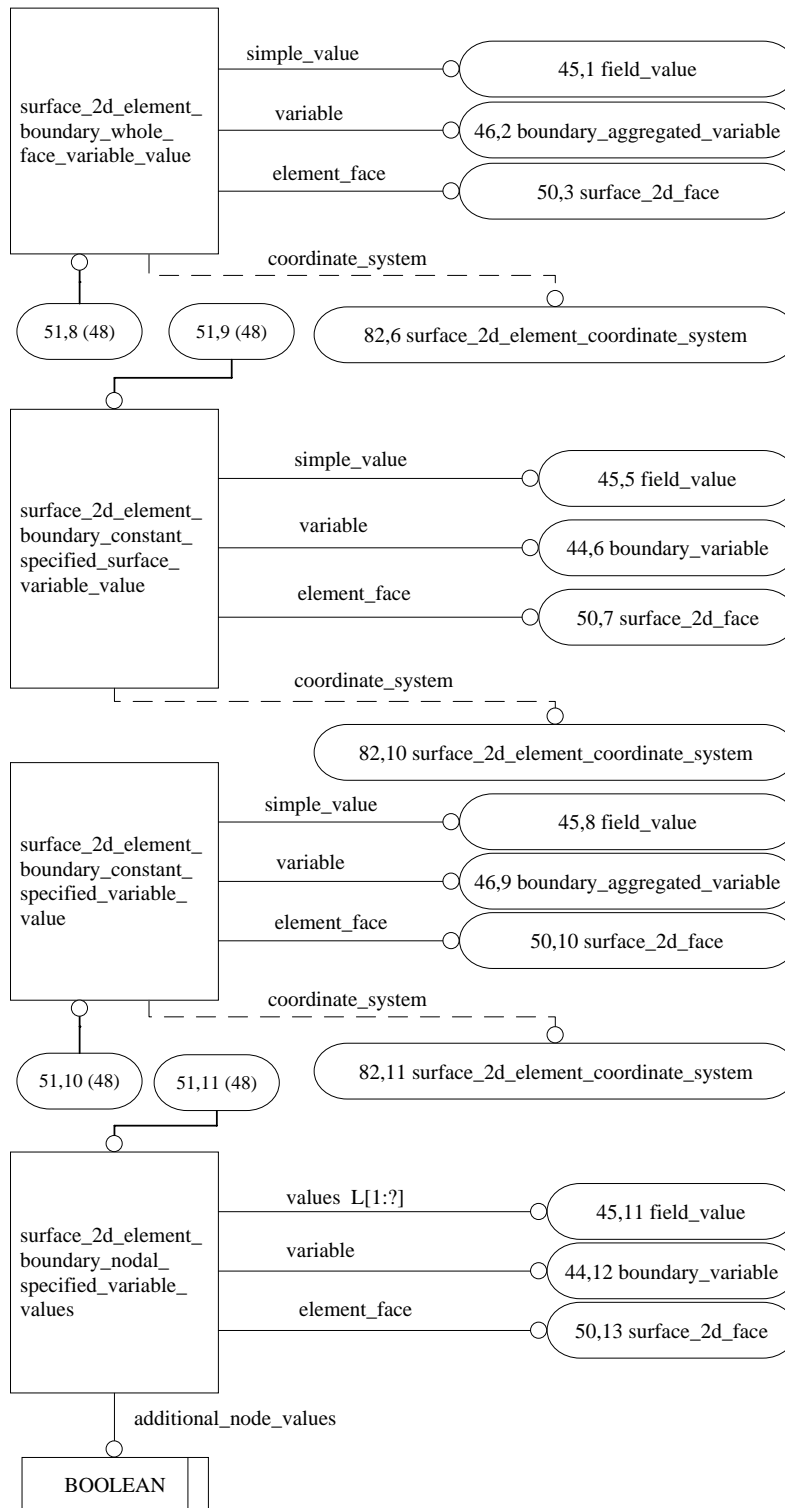 simple_value
45,1 field_value
surface_2d_element_
boundary_whole_
face_variable_value
variable
46,2 boundary_aggregated_variable
element_face
50,3 surface_2d_face
coordinate_system
51,8 (48)
51,9 (48)
82,6 surface_2d_element_coordinate_system
simple_value
45,5 field_value
surface_2d_element_
boundary_constant_
specified_surface_
variable_value
variable
44,6 boundary_variable
element_face
50,7 surface_2d_face
coordinate_system
82,10 surface_2d_element_coordinate_system
simple_value
45,8 field_value
surface_2d_element_
boundary_constant_
specified_variable_
value
variable
46,9 boundary_aggregated_variable
element_face
50,10 surface_2d_face
coordinate_system
51,10 (48)
51,11 (48)
82,11 surface_2d_element_coordinate_system
values L[1:?]
45,11 field_value
surface_2d_element_
boundary_nodal_
specified_variable_
values
variable
44,12 boundary_variable
element_face
50,13 surface_2d_face
additional_node_values
BOOLEAN